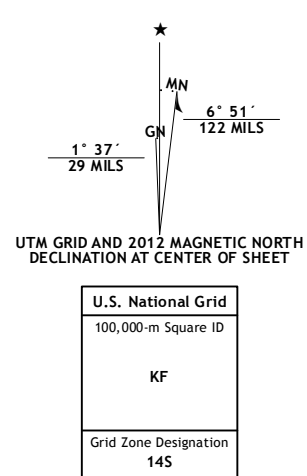 ★
MN
GN
6° 51´
122 MILS
1° 37´
29 MILS
UTM GRID AND 2012 MAGNETIC NORTH
DECLINATION AT CENTER OF SHEET
U.S. National Grid
100,000-m Square ID
KF
Grid Zone Designation
14S